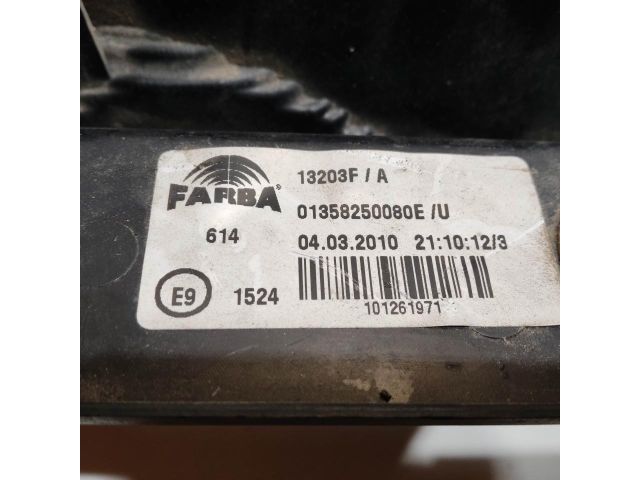 FARBA®
614
E9 1524
13203F / A
01358250080E /U
04.03.2010 21:10:12/3
101261971